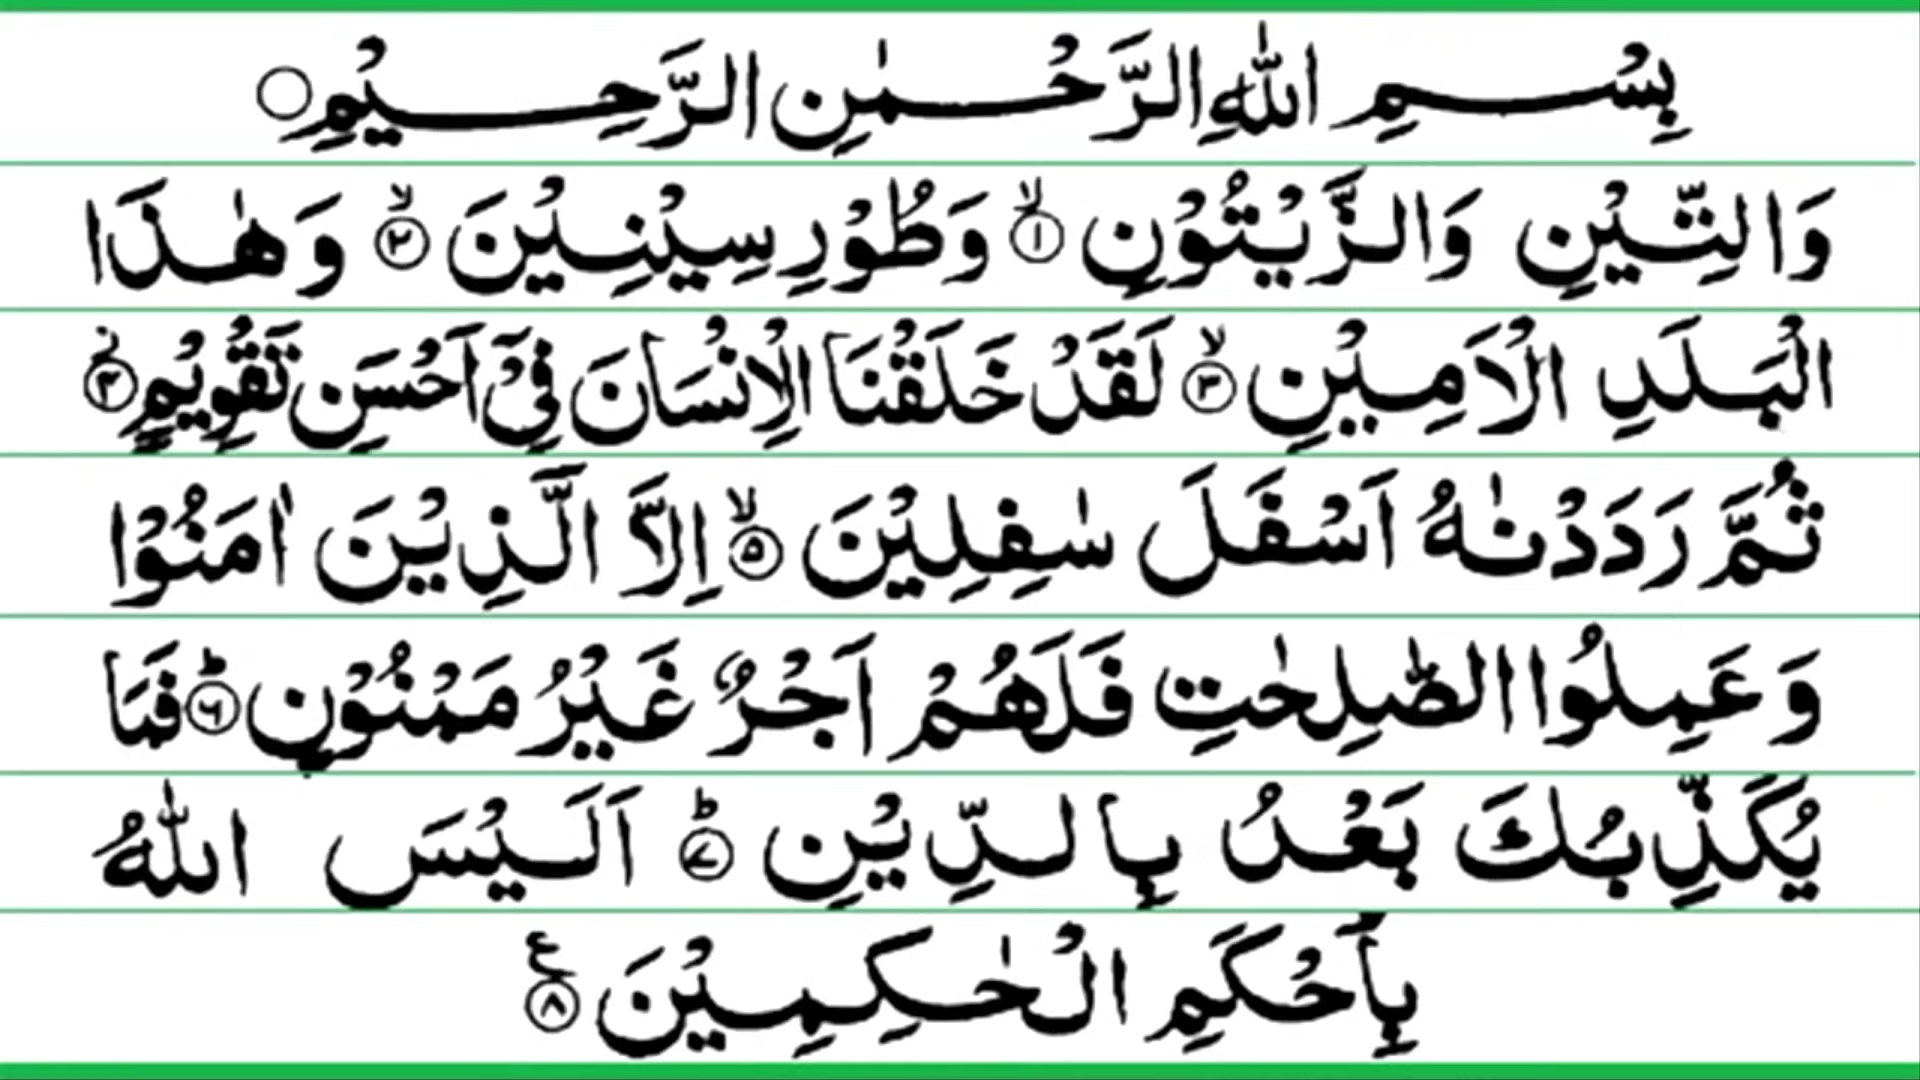 بِسْمِ اللّٰهِ الرَّحْمٰنِ الرَّحِيْمِ ○
وَالتِّيْنِ وَالزَّيْتُوْنِ ۙ‏﴿۱﴾ وَطُوْرِ سِيْنِيْنَ ۙ‏﴿۲﴾ وَهٰذَا
الْبَلَدِ الْاَمِيْنِ ۙ‏﴿۳﴾ لَقَدْ خَلَقْنَا الْاِنْسَانَ فِىْۤ اَحْسَنِ تَقْوِيْمٍ ‏﴿۴﴾
ثُمَّ رَدَدْنٰهُ اَسْفَلَ سٰفِلِيْنَ ۙ‏﴿۵﴾ اِلَّا الَّذِيْنَ اٰمَنُوْا
وَعَمِلُوا الصّٰلِحٰتِ فَلَهُمْ اَجْرٌ غَيْرُ مَمْنُوْنٍ ؕ‏﴿۶﴾ فَمَا
يُكَذِّبُكَ بَعْدُ بِالدِّيْنِ ؕ‏﴿۷﴾ اَلَيْسَ اللّٰهُ
بِاَحْكَمِ الْحٰكِمِيْنَ ‏﴿۸﴾ ع